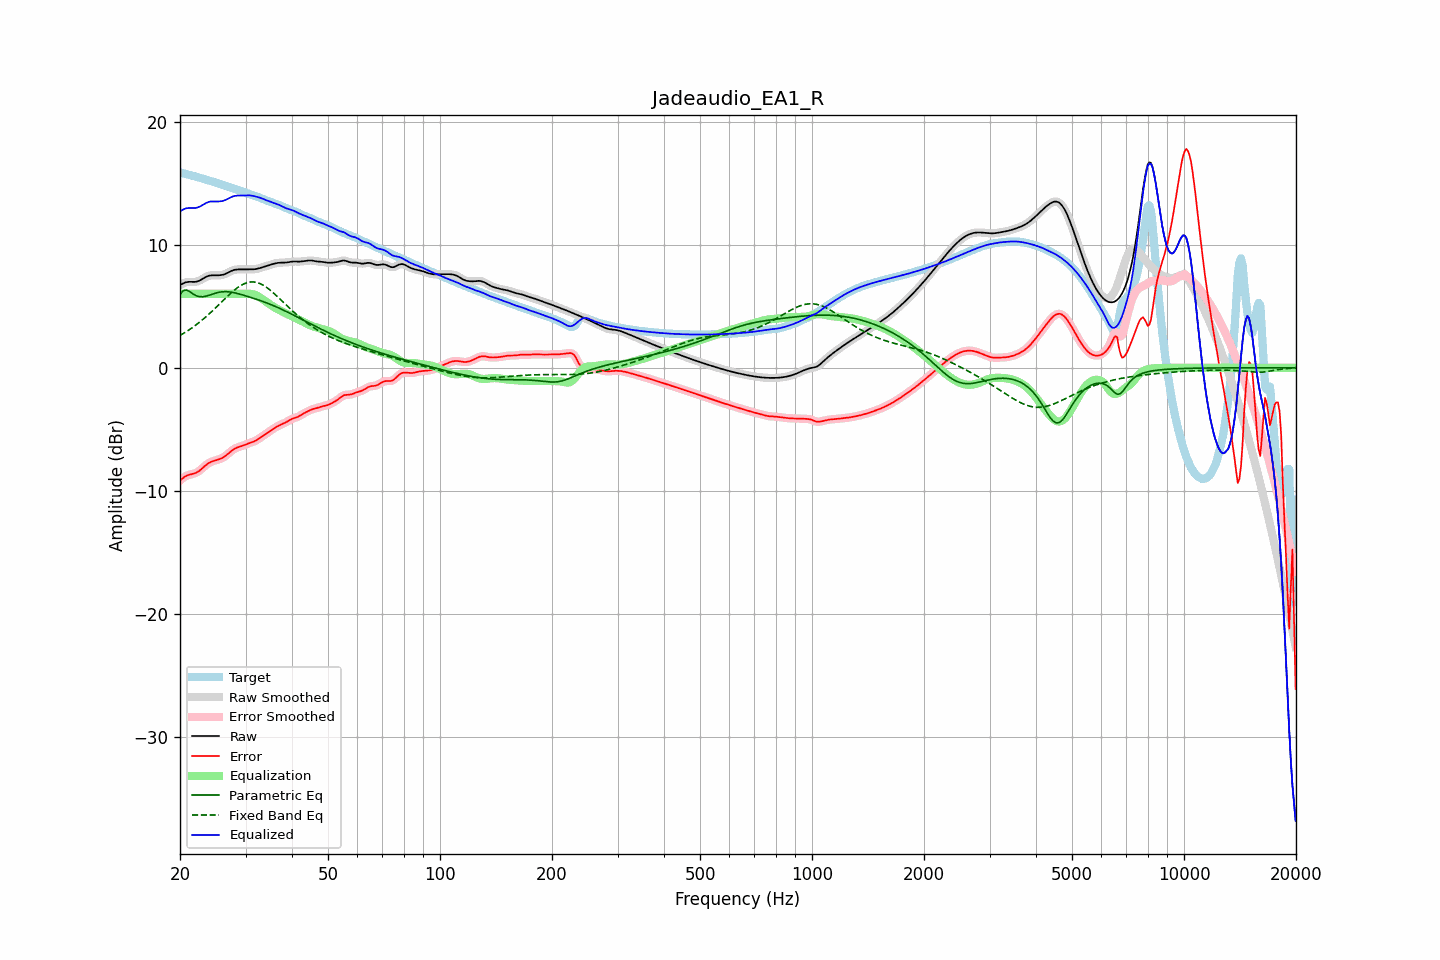 Jadeaudio_EA1_R
Amplitude (dBr)
20
10
0
−10
−20
−30
Target
Raw Smoothed
Error Smoothed
Raw
Error
Equalization
Parametric Eq
Fixed Band Eq
Equalized
20 50 100 200 500 1000 2000 5000 10000 20000
Frequency (Hz)